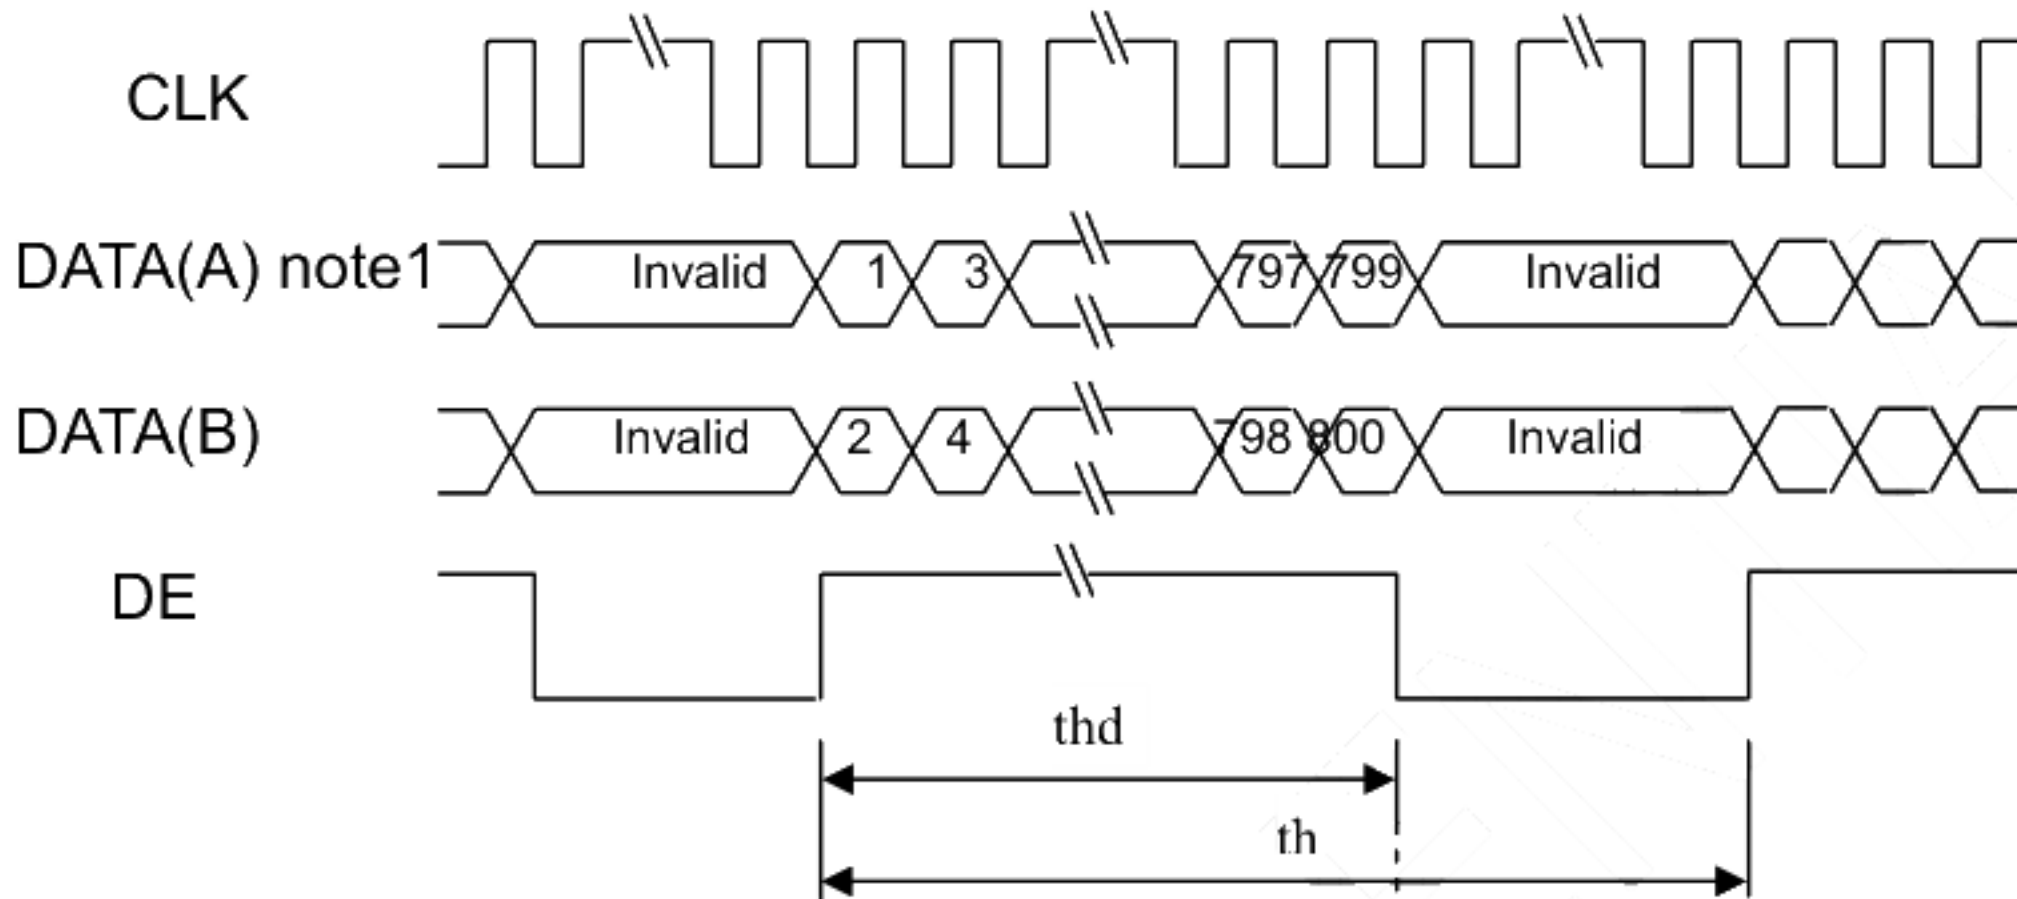 CLK
DATA(A) note1 Invalid 1 3 797 799 Invalid
DATA(B) Invalid 2 4 798 800 Invalid
DE
thd
th